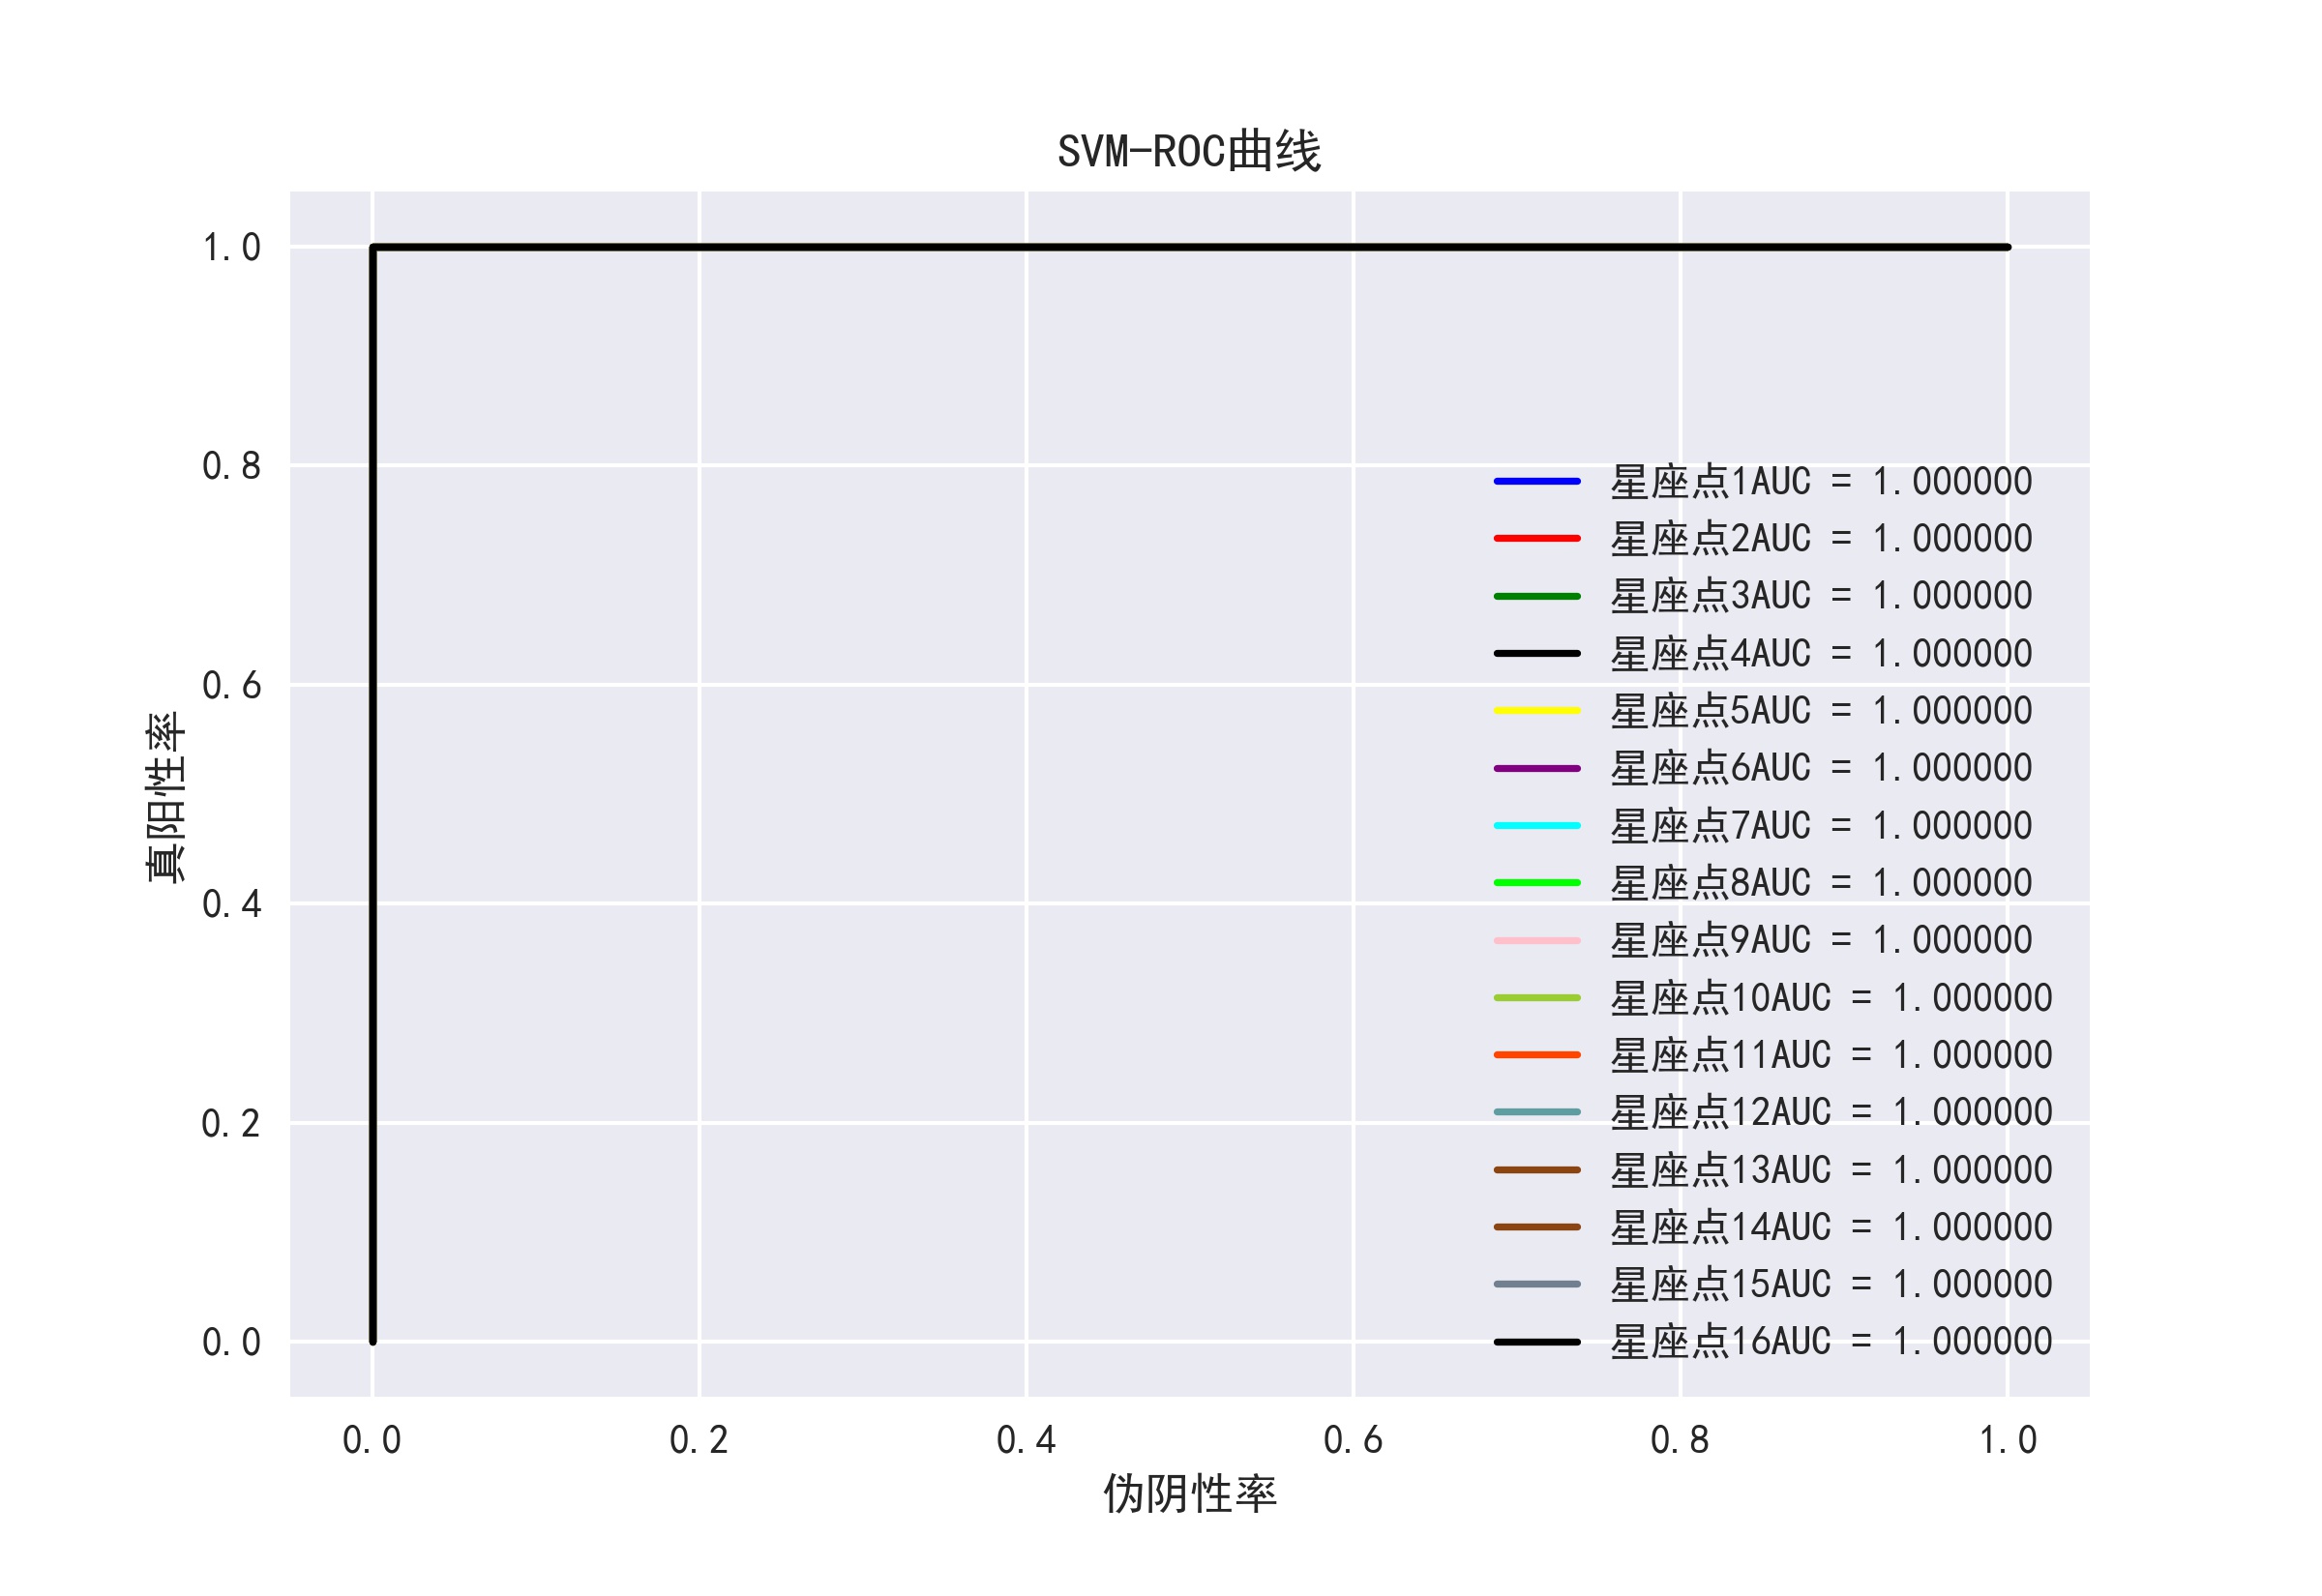 SVM-ROC曲线
真阳性率
1.0
0.8
0.6
0.4
0.2
0.0
星座点1AUC = 1.000000
星座点2AUC = 1.000000
星座点3AUC = 1.000000
星座点4AUC = 1.000000
星座点5AUC = 1.000000
星座点6AUC = 1.000000
星座点7AUC = 1.000000
星座点8AUC = 1.000000
星座点9AUC = 1.000000
星座点10AUC = 1.000000
星座点11AUC = 1.000000
星座点12AUC = 1.000000
星座点13AUC = 1.000000
星座点14AUC = 1.000000
星座点15AUC = 1.000000
星座点16AUC = 1.000000
0.0 0.2 0.4 0.6 0.8 1.0
伪阴性率